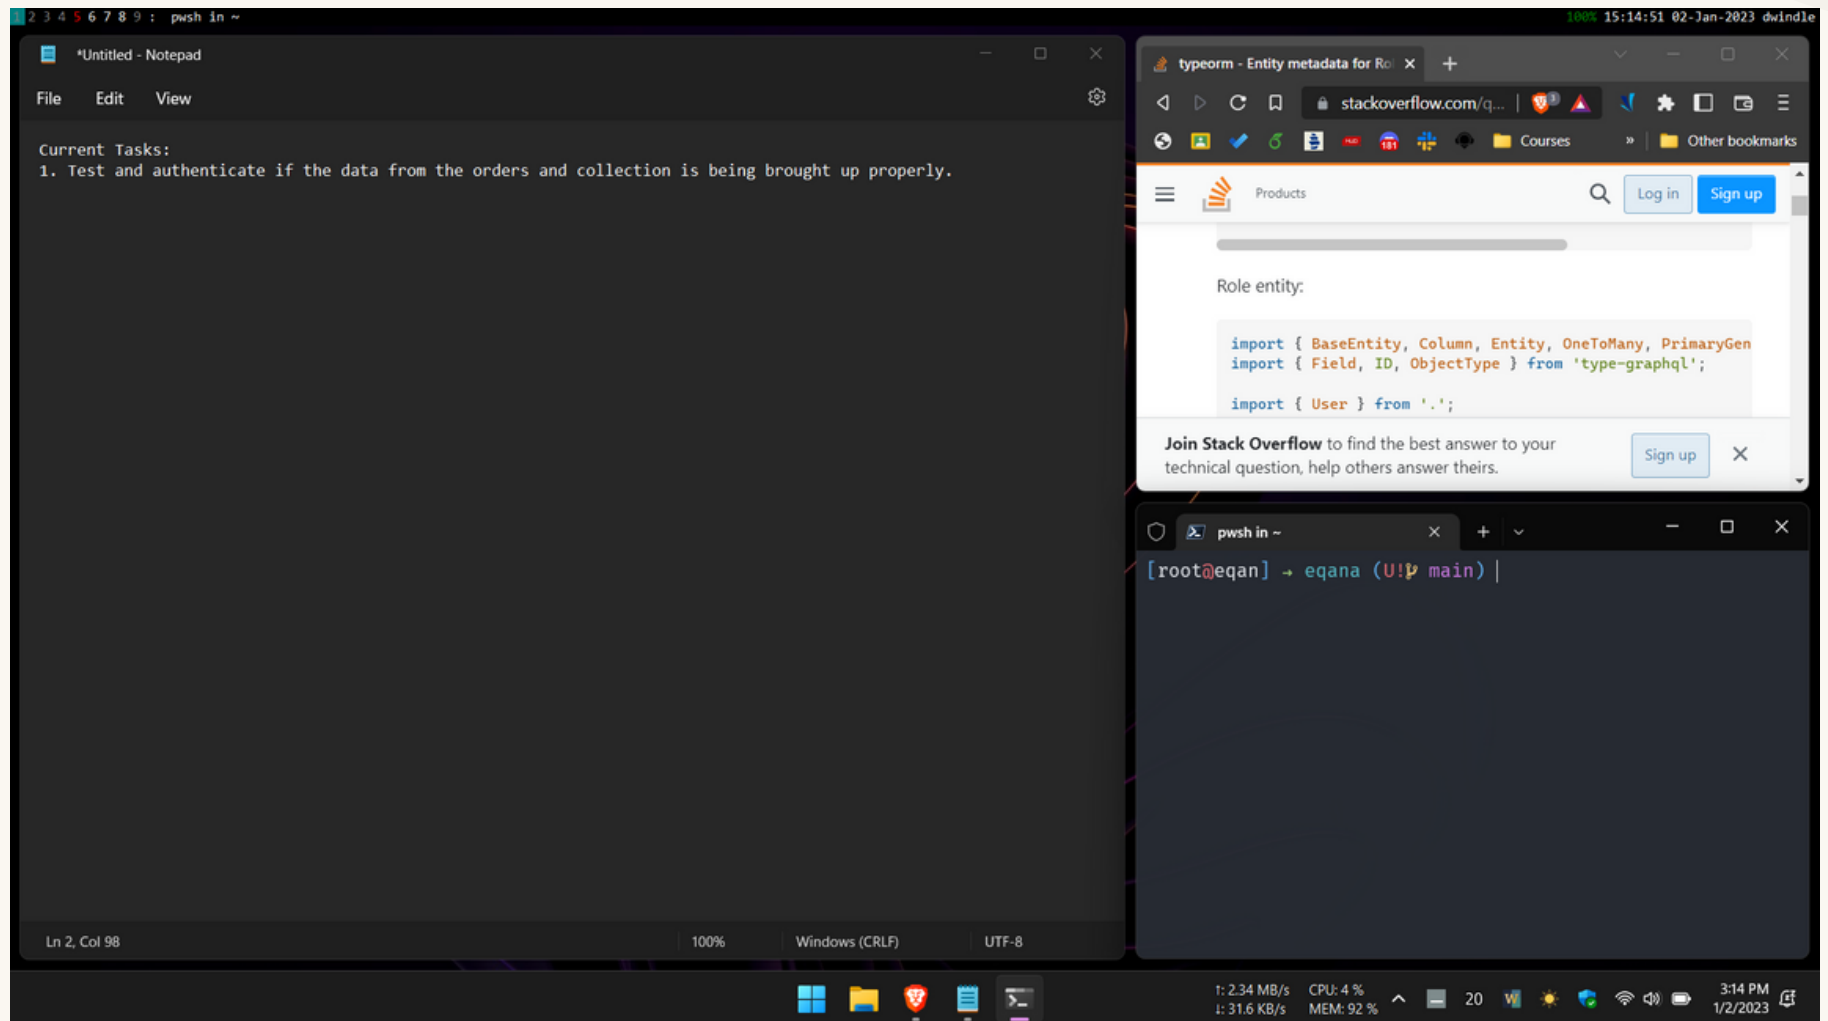 1 2 3 4 5 6 7 8 9 : pwsh in ~
100% 15:14:51 02-Jan-2023 dwindle
*Untitled - Notepad
File Edit View
Current Tasks:
1. Test and authenticate if the data from the orders and collection is being brought up properly.
Ln 2, Col 98 100% Windows (CRLF) UTF-8
typeorm - Entity metadata for Ro
stackoverflow.com/q...
3
181
Courses » Other bookmarks
Products Log in Sign up
Role entity:
import { BaseEntity, Column, Entity, OneToMany, PrimaryGen
import { Field, ID, ObjectType } from 'type-graphql';
import { User } from '.';
Join Stack Overflow to find the best answer to your
technical question, help others answer theirs.
Sign up
pwsh in ~
[root@eqan] → eqana (U! main)
↑: 2.34 MB/s CPU: 4 %
↓: 31.6 KB/s MEM: 92 %
20
3:14 PM
1/2/2023